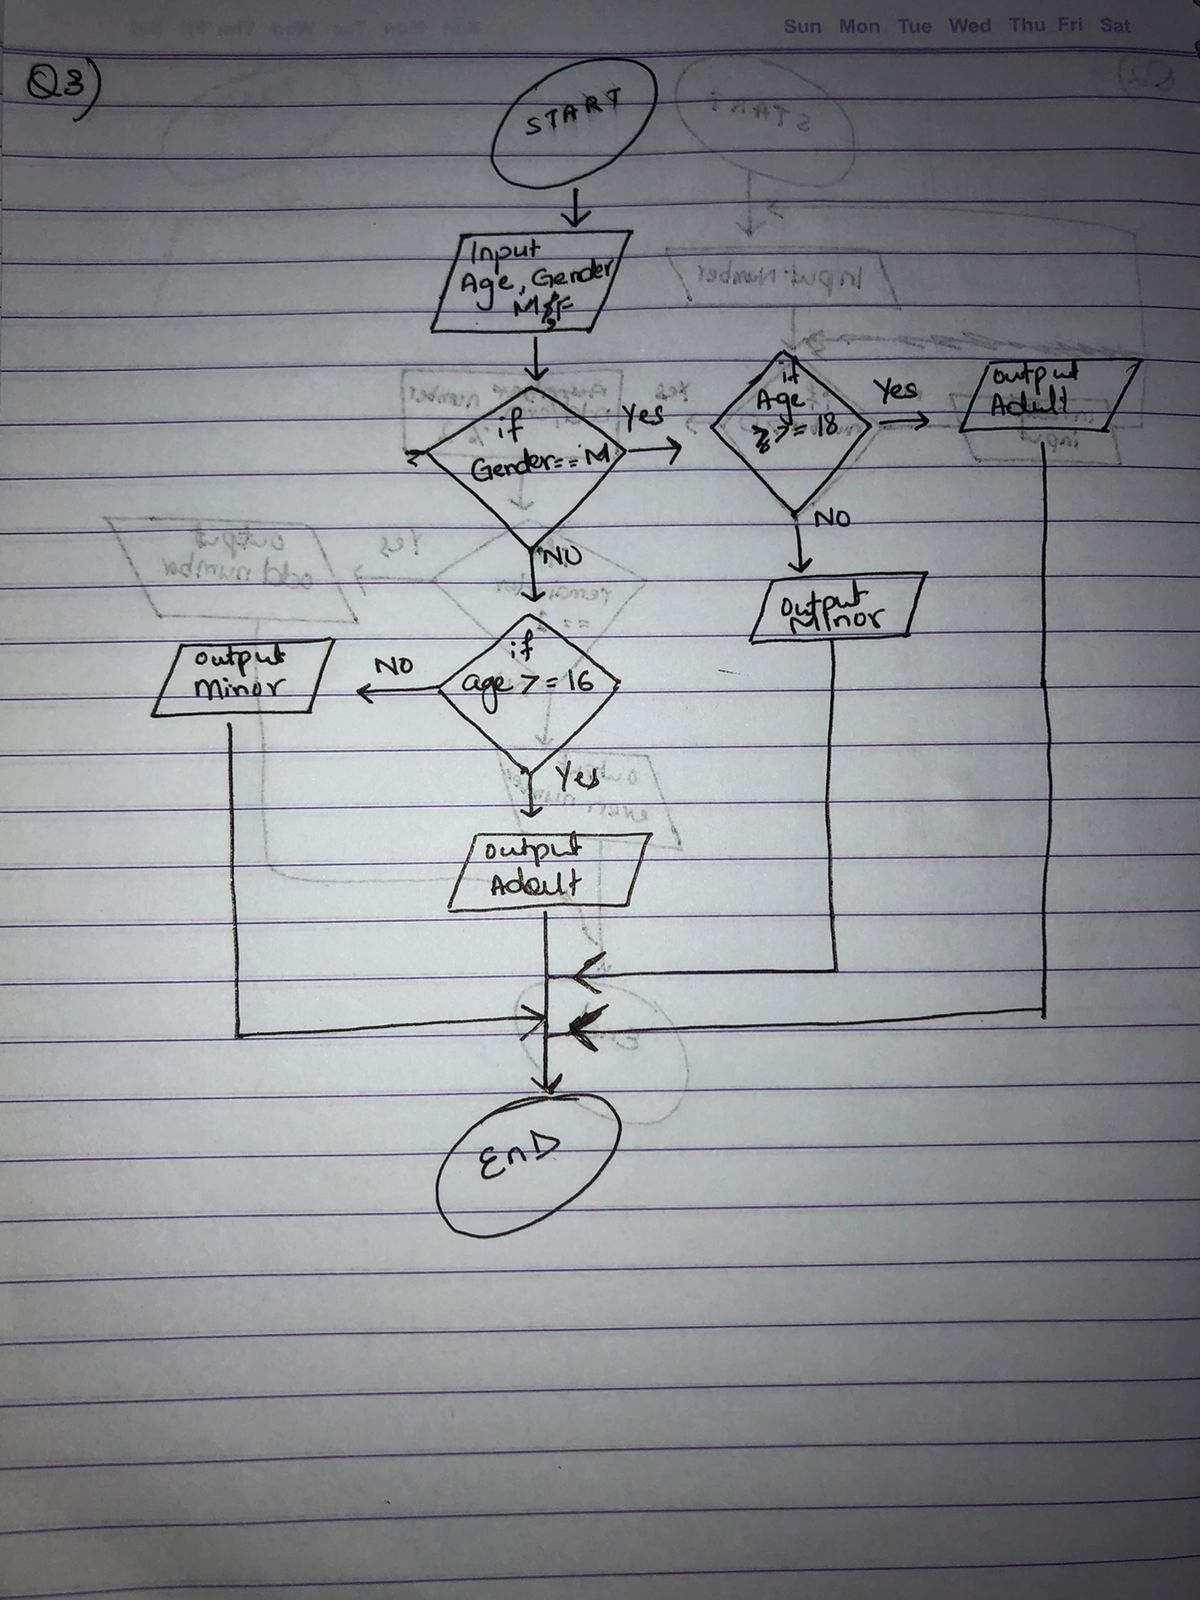 Sun Mon Tue Wed Thu Fri Sat
Q3)
START
Input
Age, Gender
if
Gender==M
Yes
if
Age
>=18
Yes
output
Adult
NO
output
Minor
NO
if
age >=16
NO
output
Minor
Yes
output
Adult
END